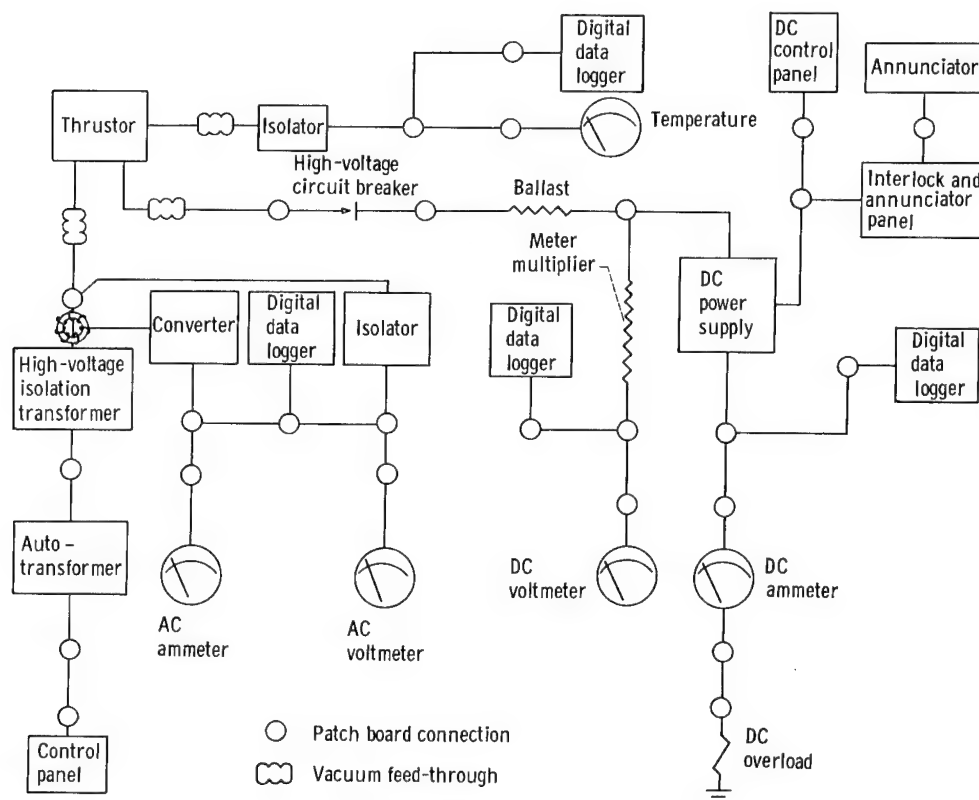 Digital
data
logger
DC
control
panel
Annunciator
Thrustor
Isolator
Temperature
High-voltage
circuit breaker
Ballast
Interlock and
annunciator
panel
Meter
multiplier
DC
power
supply
Converter
Digital
data
logger
Isolator
Digital
data
logger
Digital
data
logger
High-voltage
isolation
transformer
Auto-
transformer
AC
ammeter
AC
voltmeter
DC
voltmeter
DC
ammeter
Control
panel
Patch board connection
Vacuum feed-through
DC
overload